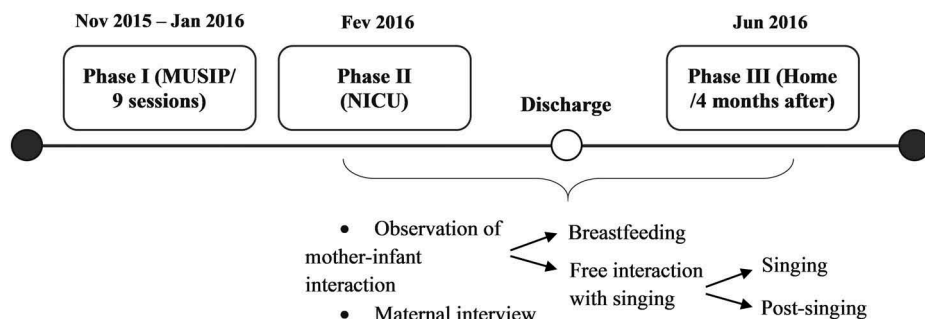 Nov 2015 – Jan 2016
Fev 2016
Jun 2016
Phase I (MUSIP/
9 sessions)
Phase II
(NICU)
Discharge
Phase III (Home
/4 months after)
● Observation of
mother-infant
interaction
● Maternal interview
Breastfeeding
Free interaction
with singing
Singing
Post-singing